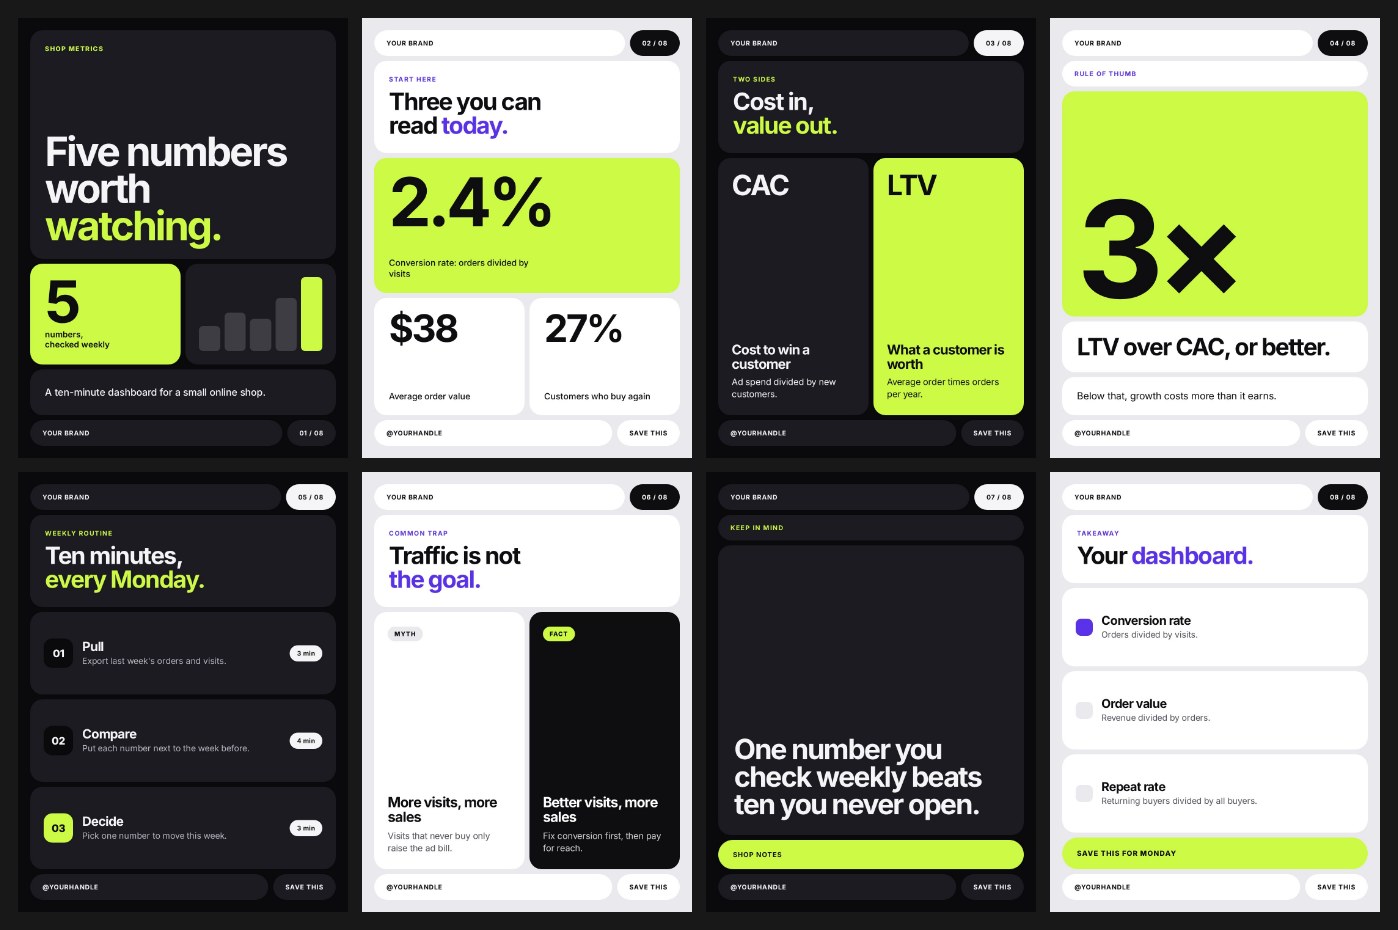 SHOP METRICS
Five numbers
worth
watching.
5
numbers,
checked weekly
A ten-minute dashboard for a small online shop.
YOUR BRAND
01 / 08
YOUR BRAND
02 / 08
START HERE
Three you can
read today.
2.4%
Conversion rate: orders divided by
visits
$38
Average order value
27%
Customers who buy again
@YOURHANDLE
SAVE THIS
YOUR BRAND
03 / 08
TWO SIDES
Cost in,
value out.
CAC
Cost to win a
customer
Ad spend divided by new
customers.
LTV
What a customer is
worth
Average order times orders
per year.
@YOURHANDLE
SAVE THIS
YOUR BRAND
04 / 08
RULE OF THUMB
3×
LTV over CAC, or better.
Below that, growth costs more than it earns.
@YOURHANDLE
SAVE THIS
YOUR BRAND
05 / 08
WEEKLY ROUTINE
Ten minutes,
every Monday.
01
Pull
Export last week's orders and visits.
3 min
02
Compare
Put each number next to the week before.
4 min
03
Decide
Pick one number to move this week.
3 min
@YOURHANDLE
SAVE THIS
YOUR BRAND
06 / 08
COMMON TRAP
Traffic is not
the goal.
MYTH
More visits, more
sales
Visits that never buy only
raise the ad bill.
FACT
Better visits, more
sales
Fix conversion first, then pay
for reach.
@YOURHANDLE
SAVE THIS
YOUR BRAND
07 / 08
KEEP IN MIND
One number you
check weekly beats
ten you never open.
SHOP NOTES
@YOURHANDLE
SAVE THIS
YOUR BRAND
08 / 08
TAKEAWAY
Your dashboard.
Conversion rate
Orders divided by visits.
Order value
Revenue divided by orders.
Repeat rate
Returning buyers divided by all buyers.
SAVE THIS FOR MONDAY
@YOURHANDLE
SAVE THIS